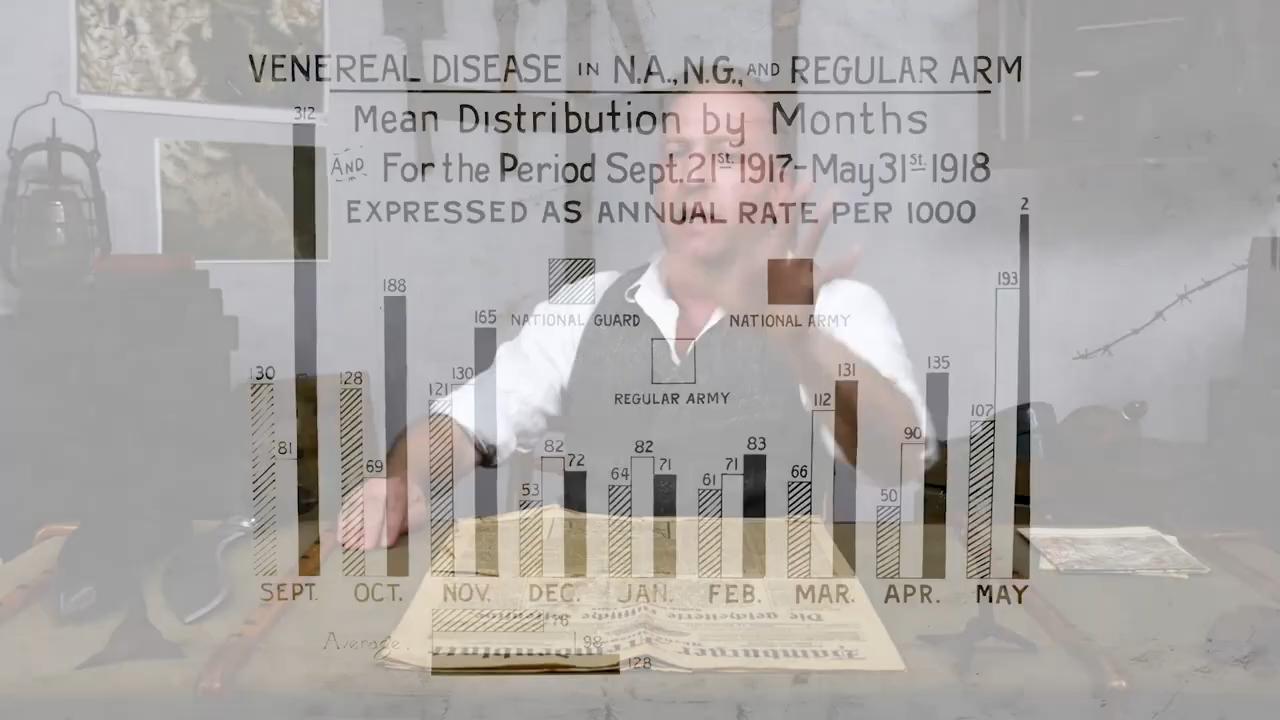 VENEREAL DISEASE IN N.A., N.G., AND REGULAR ARM
Mean Distribution by Months
AND For the Period Sept. 21st. 1917-May 31st. 1918
EXPRESSED AS ANNUAL RATE PER 1000
NATIONAL GUARD
NATIONAL ARMY
REGULAR ARMY
130 81 312
128 69 188
121 130 165
53 82 72
64 82 71
61 71 83
66 112 131
50 90 135
107 193 2
SEPT. OCT. NOV. DEC. JAN. FEB. MAR. APR. MAY
Average
98
128
Hamburger